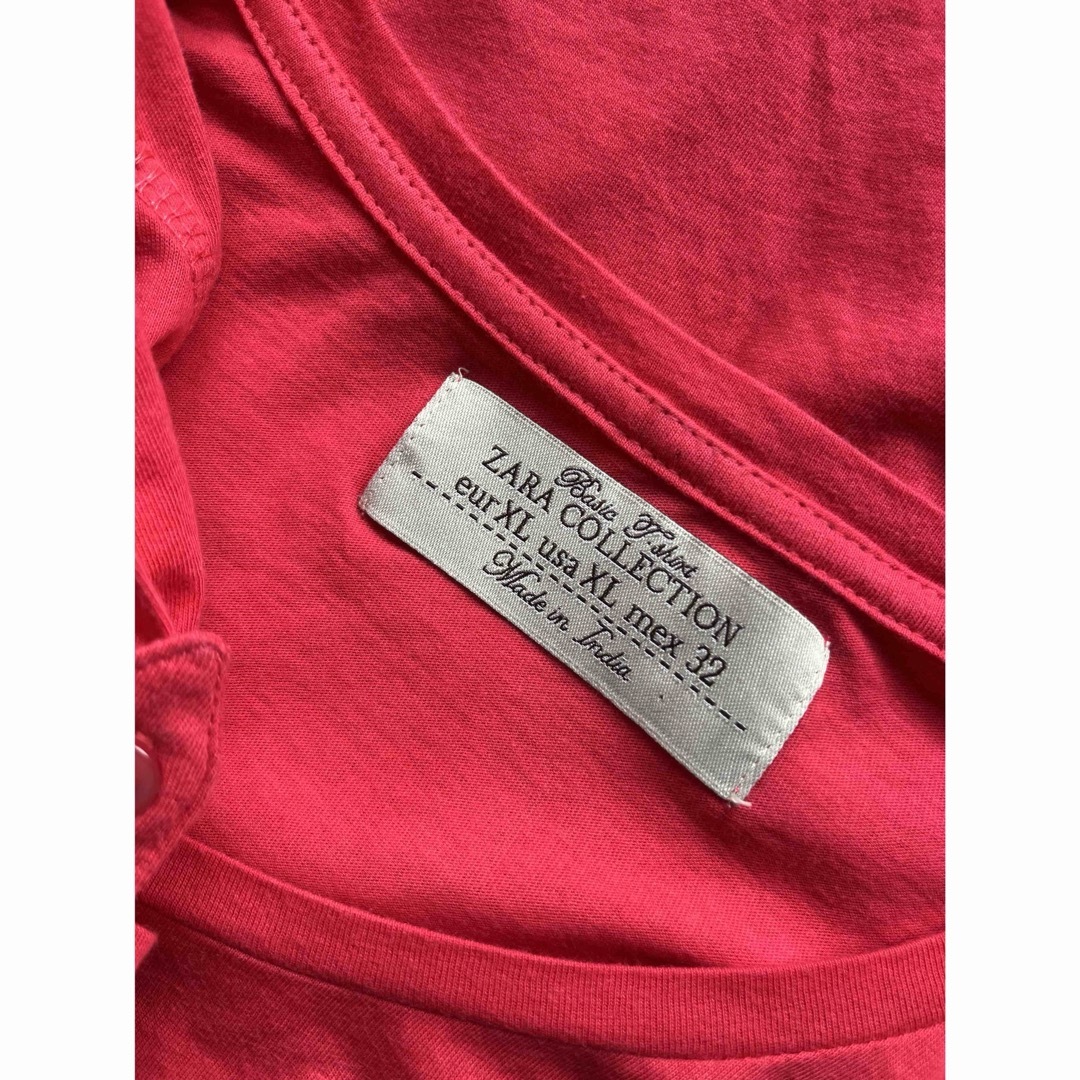 Basic T-shirt
ZARA COLLECTION
eur XL usa XL mex 32
Made in India